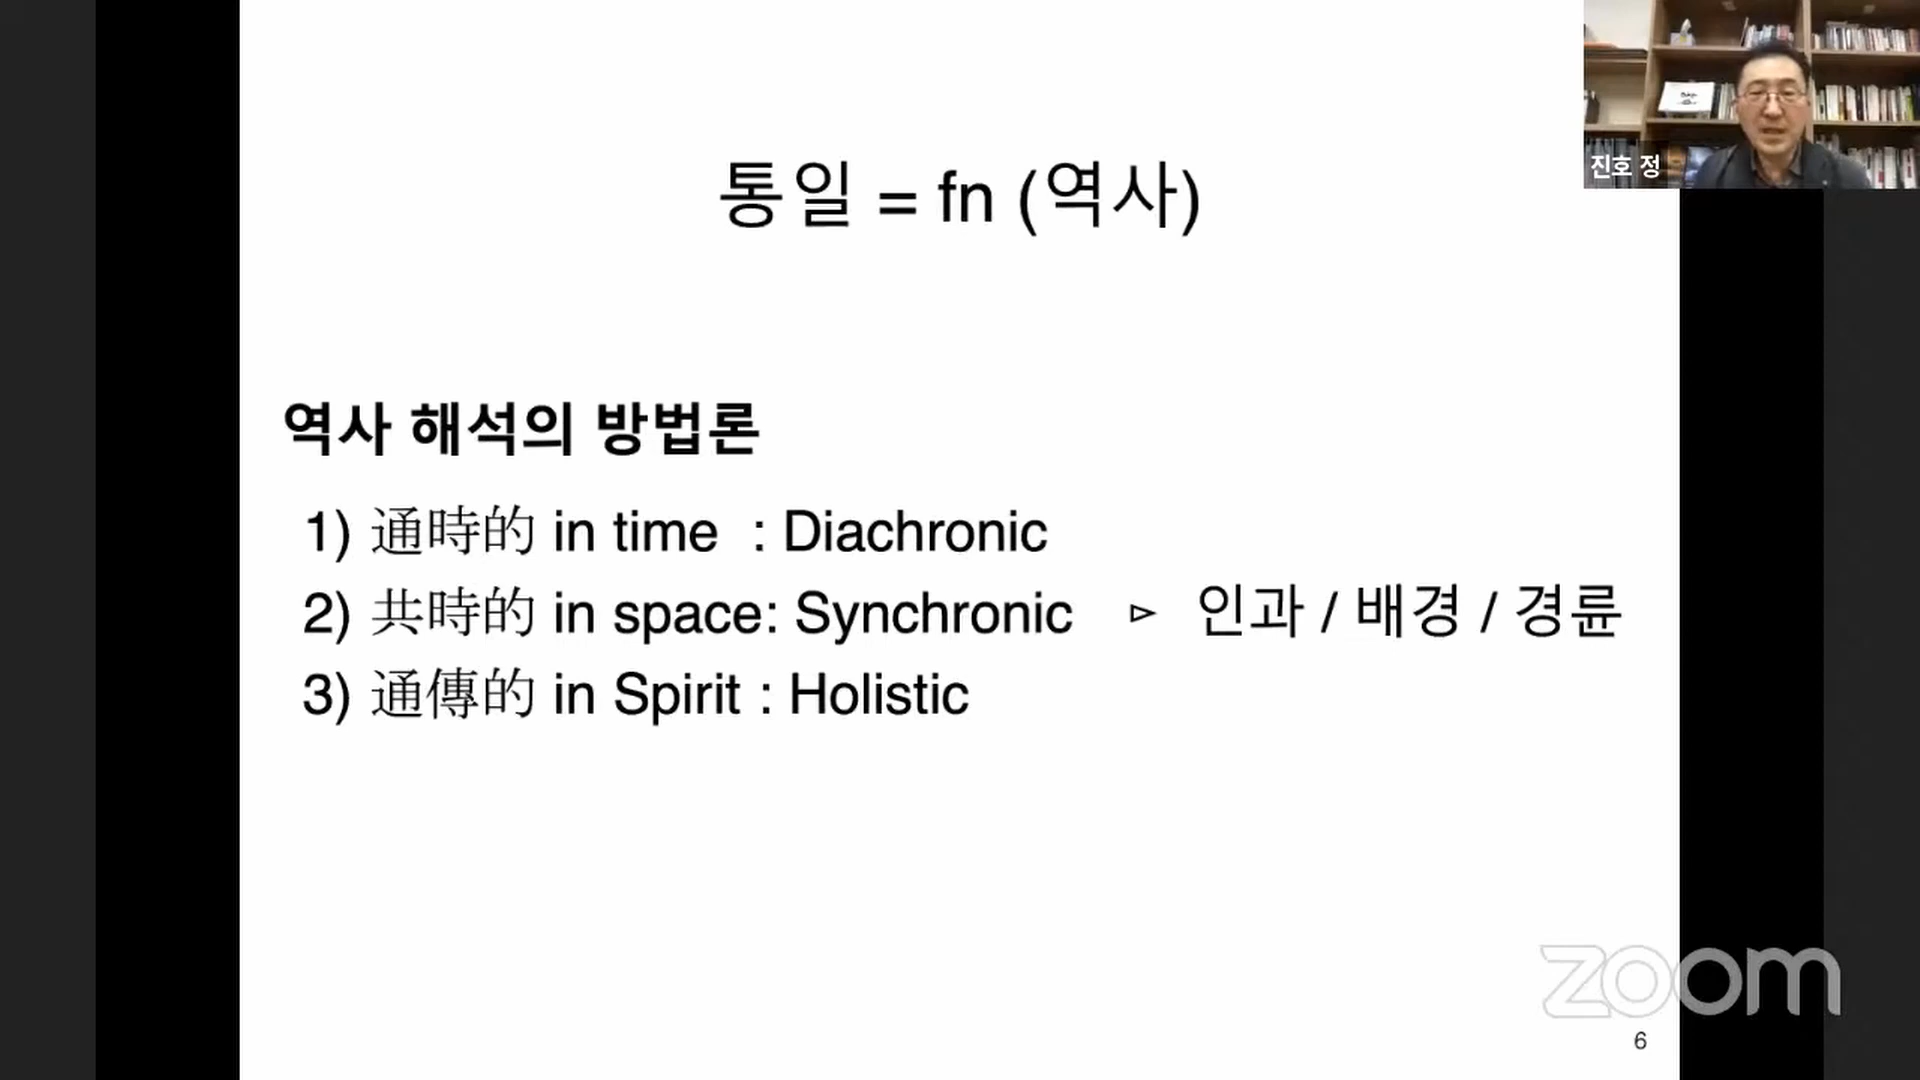 통일 = fn (역사)
진호 정
역사 해석의 방법론
1) 通時的 in time : Diachronic
2) 共時的 in space: Synchronic ▻ 인과 / 배경 / 경륜
3) 通傳的 in Spirit : Holistic
zoom
6